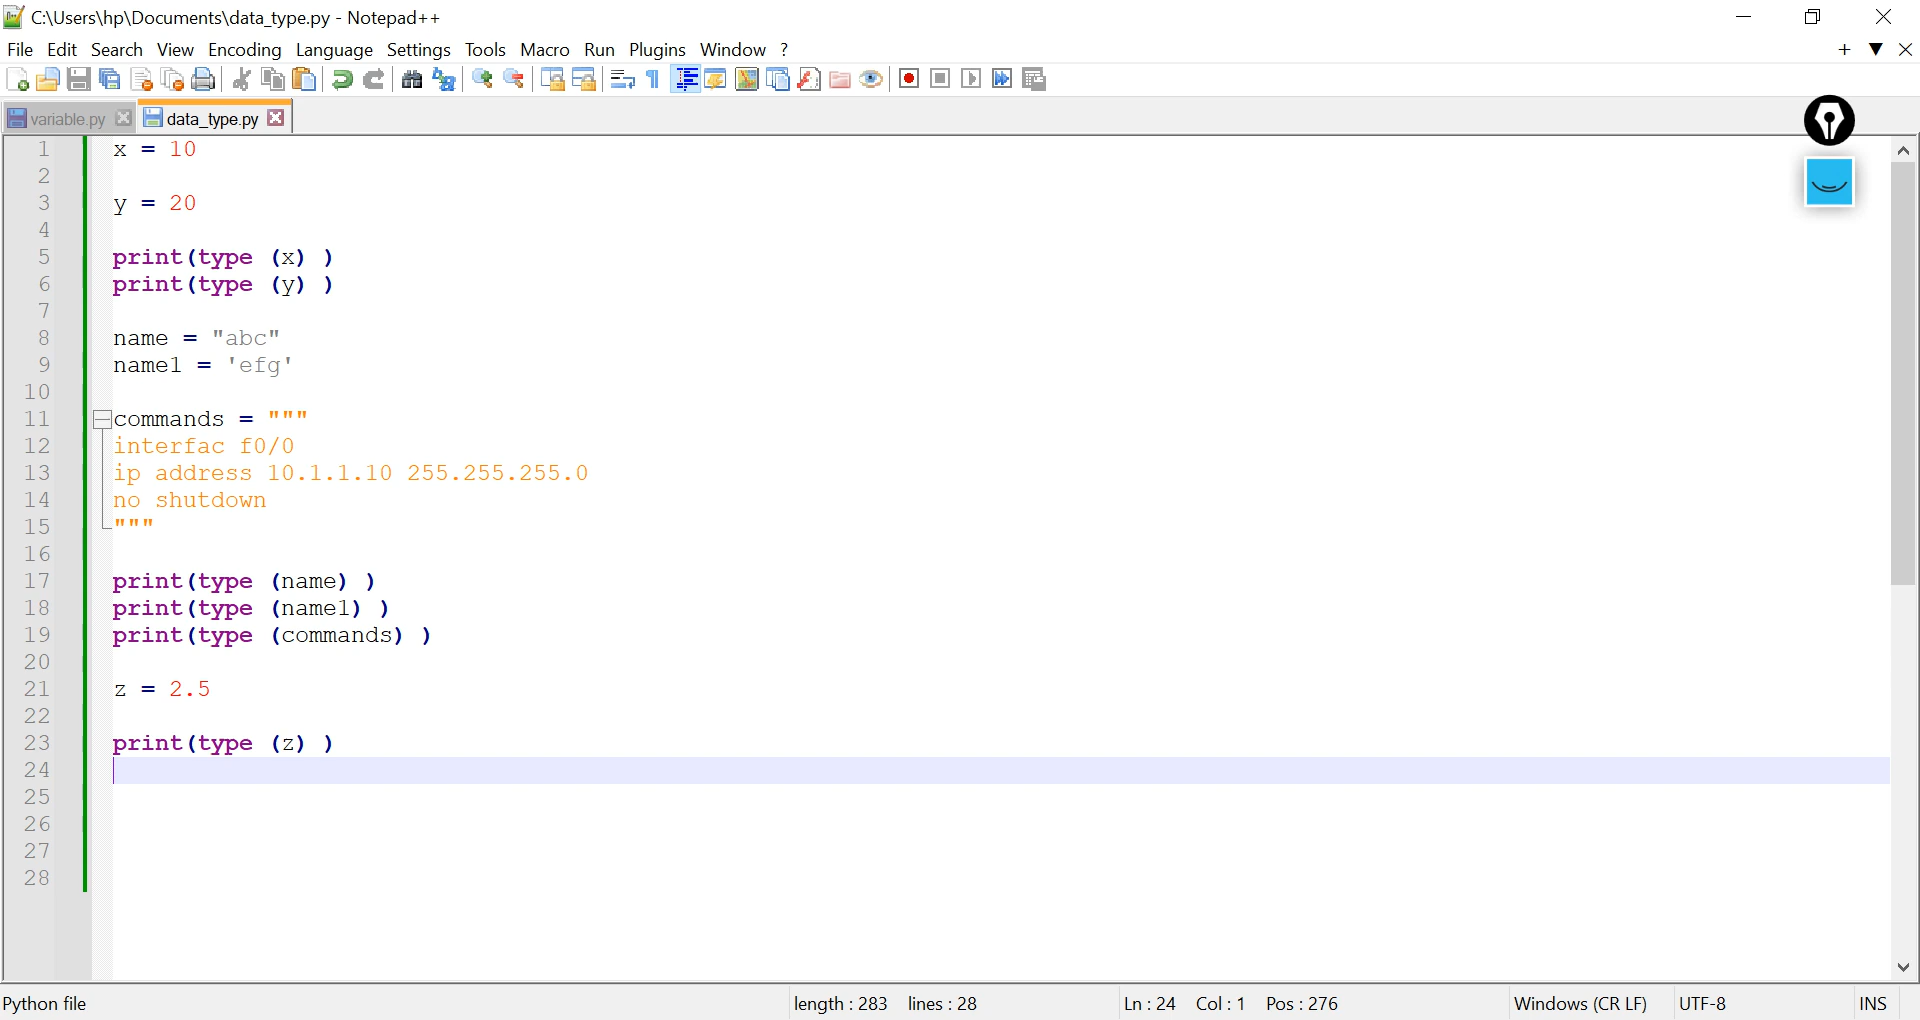 C:\Users\hp\Documents\data_type.py - Notepad++
File Edit Search View Encoding Language Settings Tools Macro Run Plugins Window ?
variable.py data_type.py
1 x = 10
2
3 y = 20
4
5 print(type (x) )
6 print(type (y) )
7
8 name = "abc"
9 name1 = 'efg'
10
11 commands = """
12 interfac f0/0
13 ip address 10.1.1.10 255.255.255.0
14 no shutdown
15 """
16
17 print(type (name) )
18 print(type (name1) )
19 print(type (commands) )
20
21 z = 2.5
22
23 print(type (z) )
24
25
26
27
28
Python file length : 283 lines : 28 Ln : 24 Col : 1 Pos : 276 Windows (CR LF) UTF-8 INS